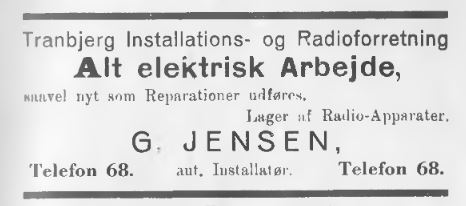 Tranbjerg Installations- og Radioforretning
Alt elektrisk Arbejde,
saavel nyt som Reparationer udføres.
Lager af Radio-Apparater.
G. JENSEN,
Telefon 68. aut. Installatør. Telefon 68.